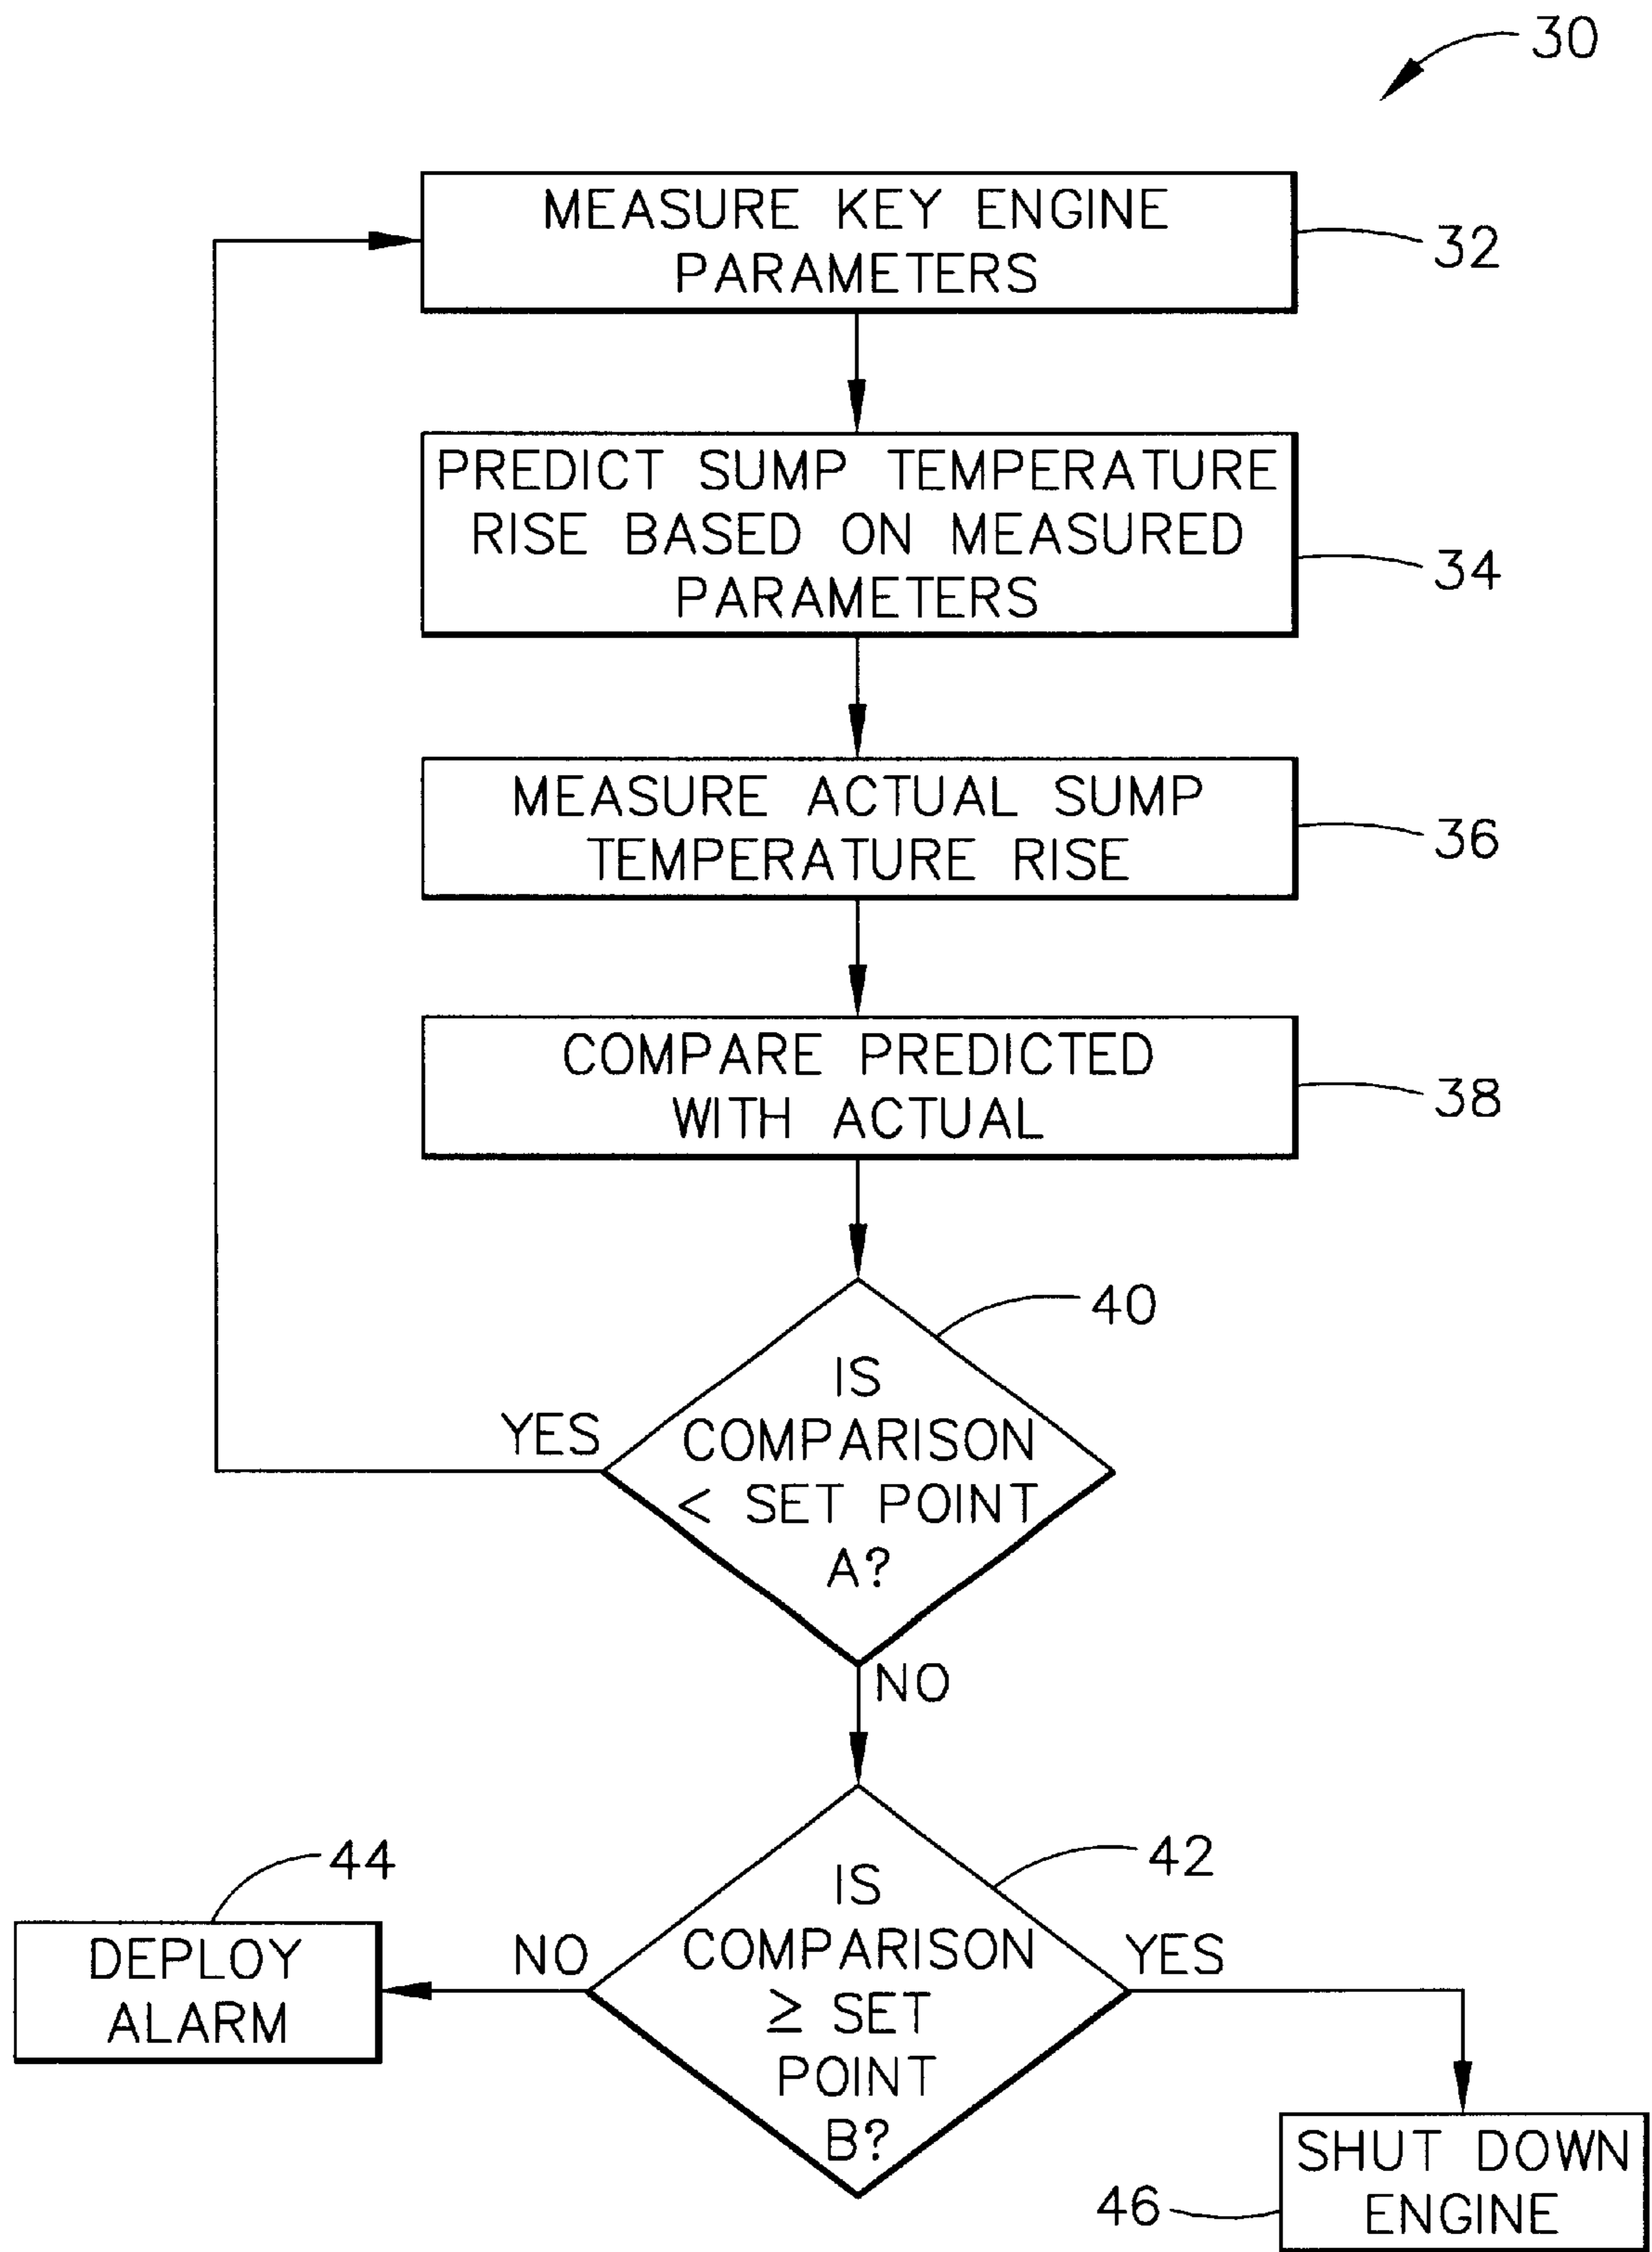 30
MEASURE KEY ENGINE
PARAMETERS
32
PREDICT SUMP TEMPERATURE
RISE BASED ON MEASURED
PARAMETERS
34
MEASURE ACTUAL SUMP
TEMPERATURE RISE
36
COMPARE PREDICTED
WITH ACTUAL
38
40
IS
COMPARISON
< SET POINT
A?
YES
NO
42
IS
COMPARISON
≥ SET
POINT
B?
NO
YES
44
DEPLOY
ALARM
SHUT DOWN
ENGINE
46